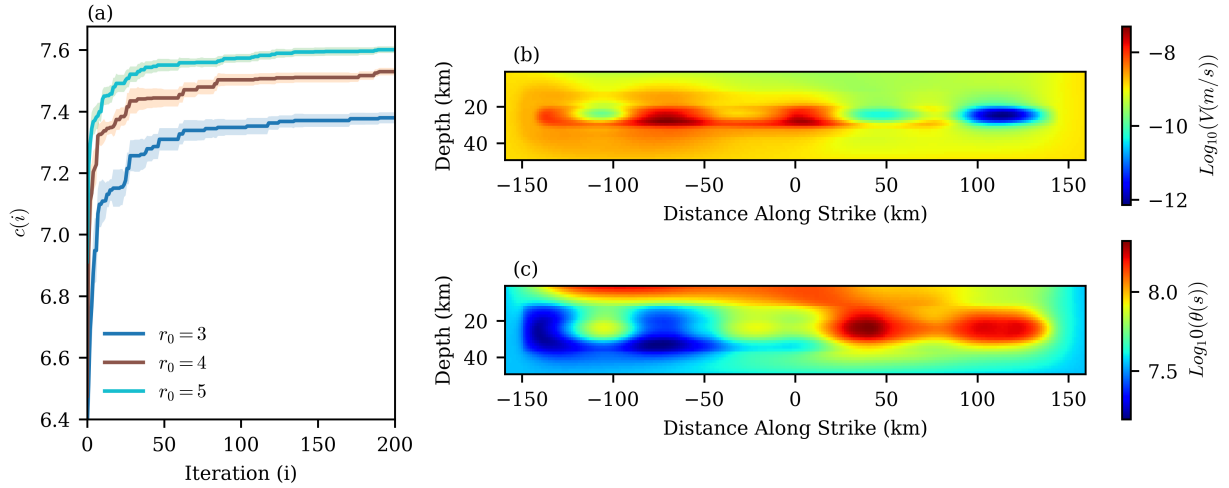 (a)
7.6
7.4
7.2
7.0
6.8
6.6
6.4
c(i)
0 50 100 150 200
Iteration (i)
r₀ = 3
r₀ = 4
r₀ = 5
(b)
20
40
Depth (km)
−150 −100 −50 0 50 100 150
Distance Along Strike (km)
−8
−10
−12
Log₁₀(V(m/s))
(c)
20
40
Depth (km)
−150 −100 −50 0 50 100 150
Distance Along Strike (km)
8.0
7.5
Log₁0(θ(s))